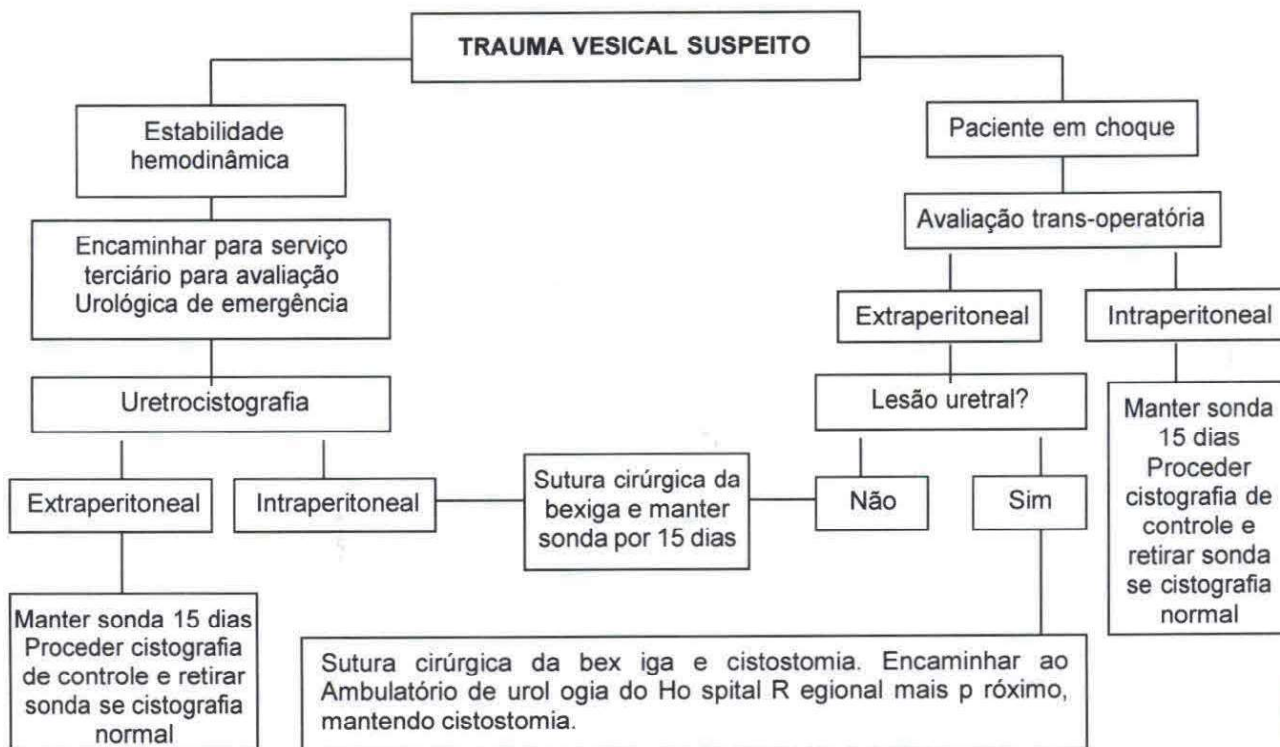 TRAUMA VESICAL SUSPEITO
Estabilidade
hemodinâmica
Paciente em choque
Encaminhar para serviço
terciário para avaliação
Urológica de emergência
Avaliação trans-operatória
Extraperitoneal
Intraperitoneal
Uretrocistografia
Lesão uretral?
Manter sonda
15 dias
Proceder
cistografia de
controle e
retirar sonda
se cistografia
normal
Extraperitoneal
Intraperitoneal
Sutura cirúrgica da
bexiga e manter
sonda por 15 dias
Não
Sim
Manter sonda 15 dias
Proceder cistografia
de controle e retirar
sonda se cistografia
normal
Sutura cirúrgica da bex iga e cistostomia. Encaminhar ao
Ambulatório de urol ogia do Ho spital R egional mais p róximo,
mantendo cistostomia.